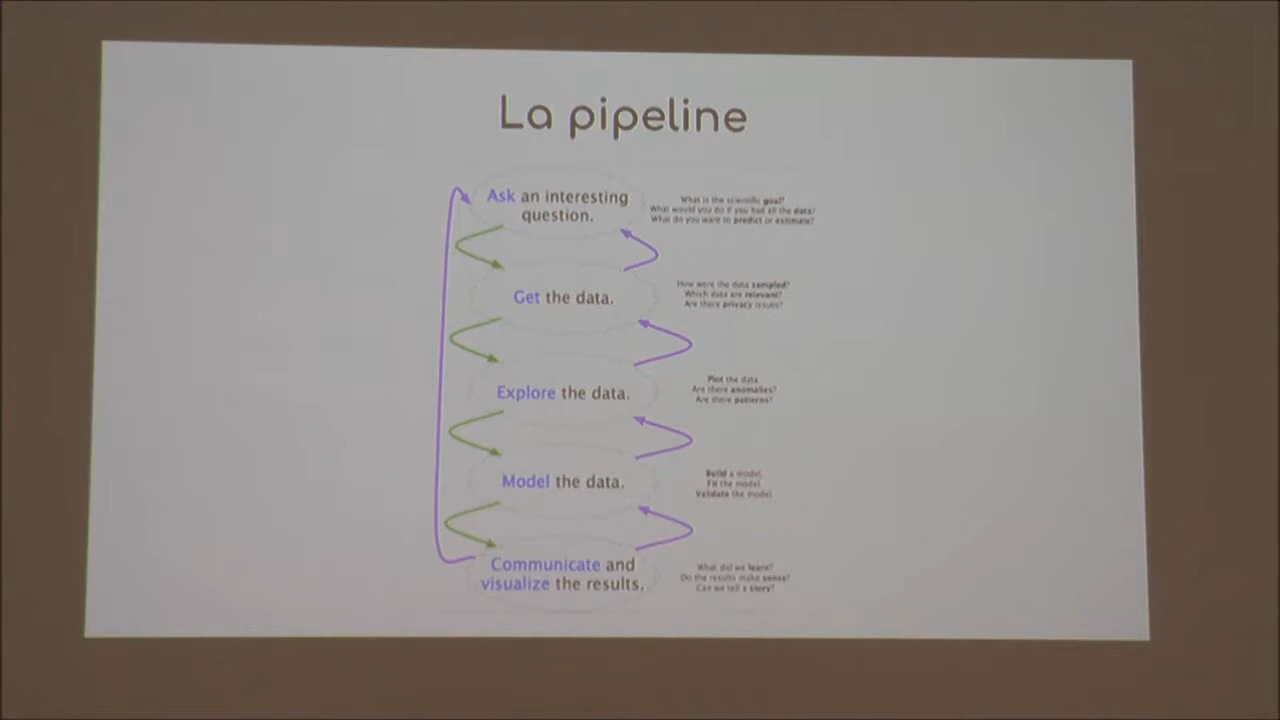 La pipeline
Ask an interesting
question.
What is the scientific goal?
What would you do if you had all the data?
What do you want to predict or estimate?
Get the data.
How were the data sampled?
Which data are relevant?
Are there privacy issues?
Explore the data.
Plot the data.
Are there anomalies?
Are there patterns?
Model the data.
Build a model.
Fit the model.
Validate the model.
Communicate and
visualize the results.
What did we learn?
Do the results make sense?
Can we tell a story?